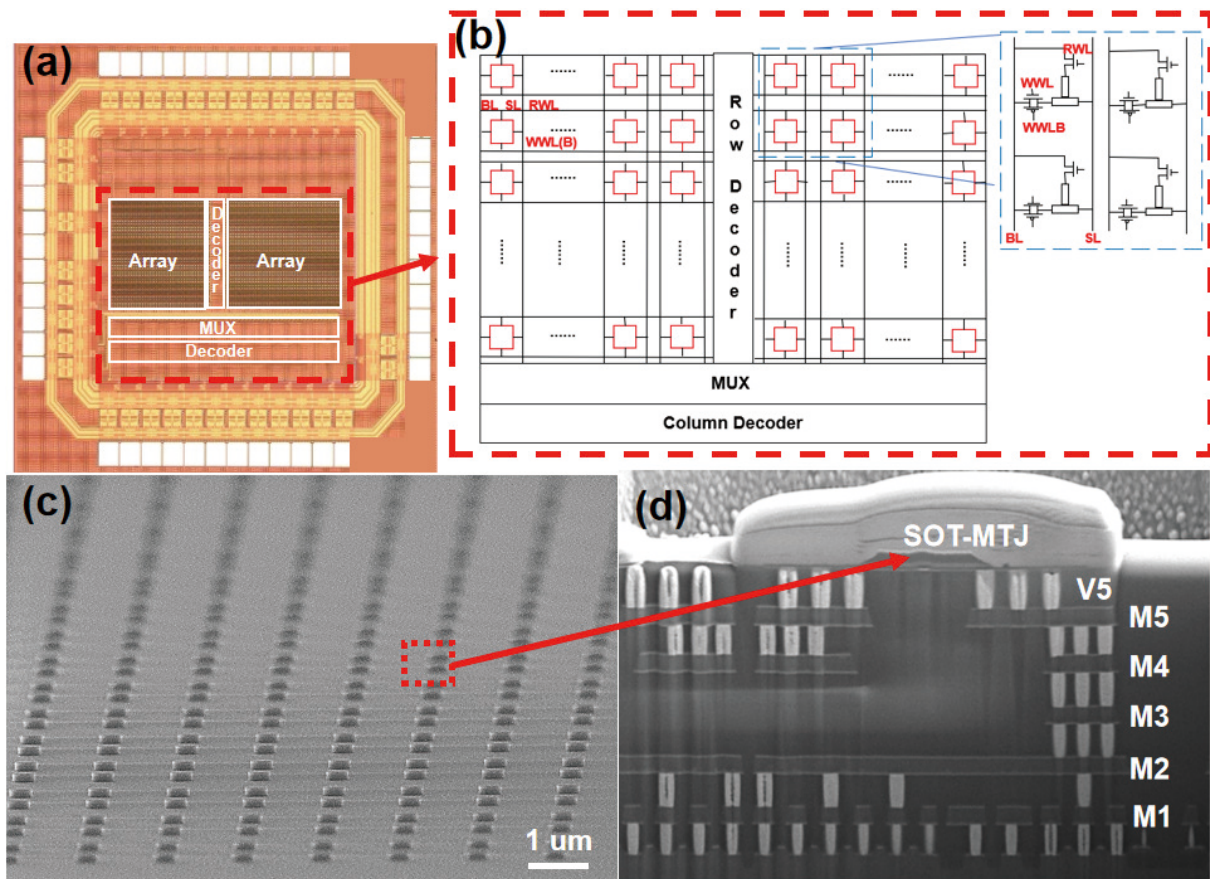 (a)
Array
Decoder
Array
MUX
Decoder
(b)
......
......
BL SL RWL
......
WWL(B)
......
......
......
......
......
......
......
......
......
......
......
Row Decoder
MUX
Column Decoder
RWL
WWL
WWLB
BL
SL
(c)
1 um
(d)
SOT-MTJ
V5
M5
M4
M3
M2
M1